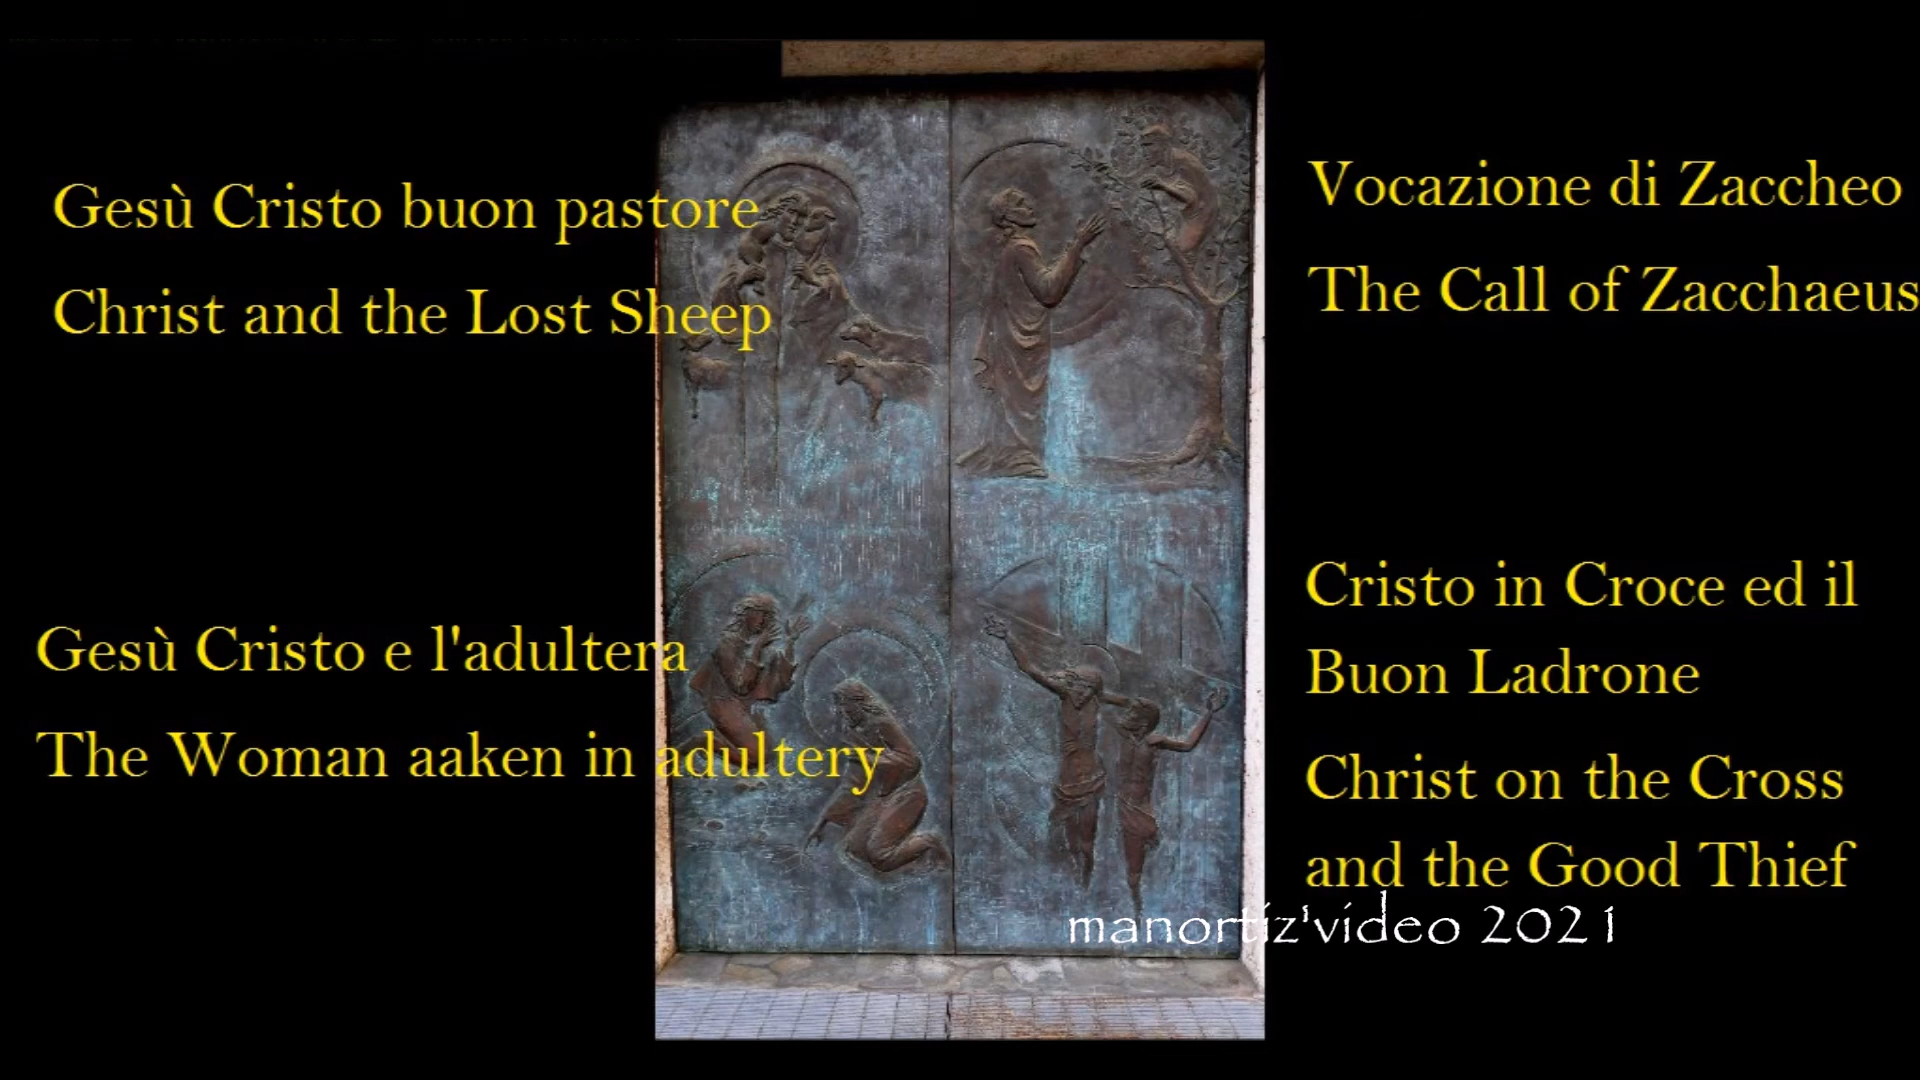 Gesù Cristo buon pastore
Christ and the Lost Sheep
Vocazione di Zaccheo
The Call of Zacchaeus
Gesù Cristo e l'adultera
The Woman aaken in adultery
Cristo in Croce ed il
Buon Ladrone
Christ on the Cross
and the Good Thief
manortiz'video 2021